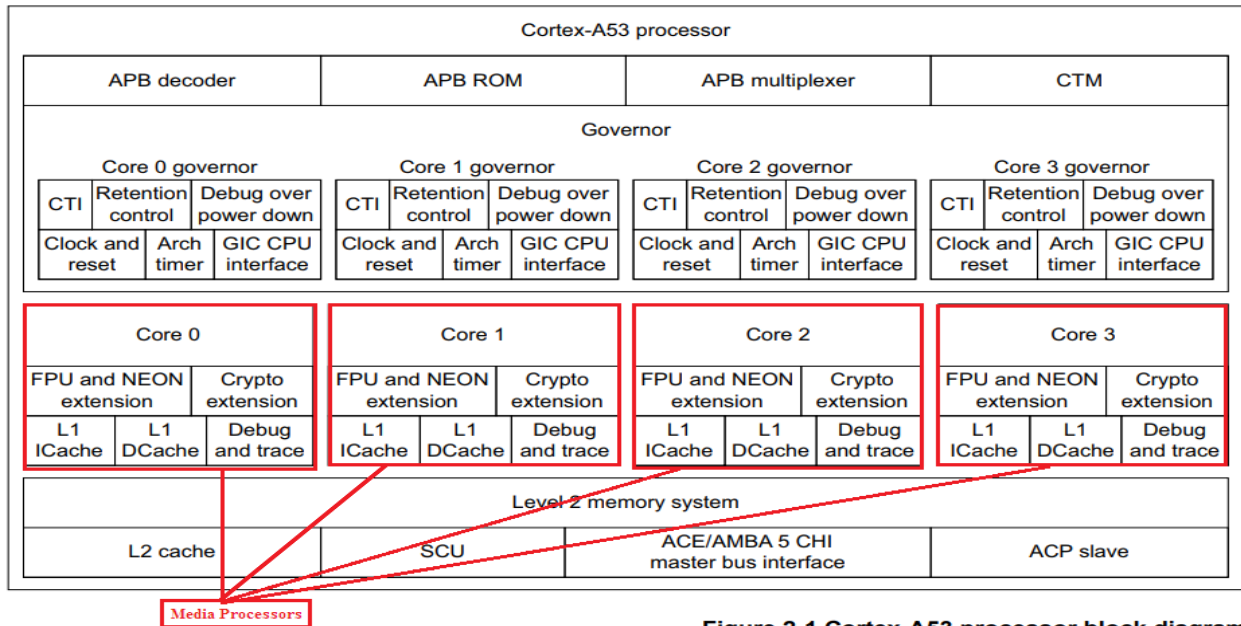 Cortex-A53 processor
APB decoder APB ROM APB multiplexer CTM
Governor
Core 0 governor Core 1 governor Core 2 governor Core 3 governor
CTI Retention control Debug over power down CTI Retention control Debug over power down CTI Retention control Debug over power down CTI Retention control Debug over power down
Clock and reset Arch timer GIC CPU interface Clock and reset Arch timer GIC CPU interface Clock and reset Arch timer GIC CPU interface Clock and reset Arch timer GIC CPU interface
Core 0 Core 1 Core 2 Core 3
FPU and NEON extension Crypto extension FPU and NEON extension Crypto extension FPU and NEON extension Crypto extension FPU and NEON extension Crypto extension
L1 ICache L1 DCache Debug and trace L1 ICache L1 DCache Debug and trace L1 ICache L1 DCache Debug and trace L1 ICache L1 DCache Debug and trace
Level 2 memory system
L2 cache SCU ACE/AMBA 5 CHI master bus interface ACP slave
Media Processors
Figure 2-1 Cortex-A53 processor block diagram